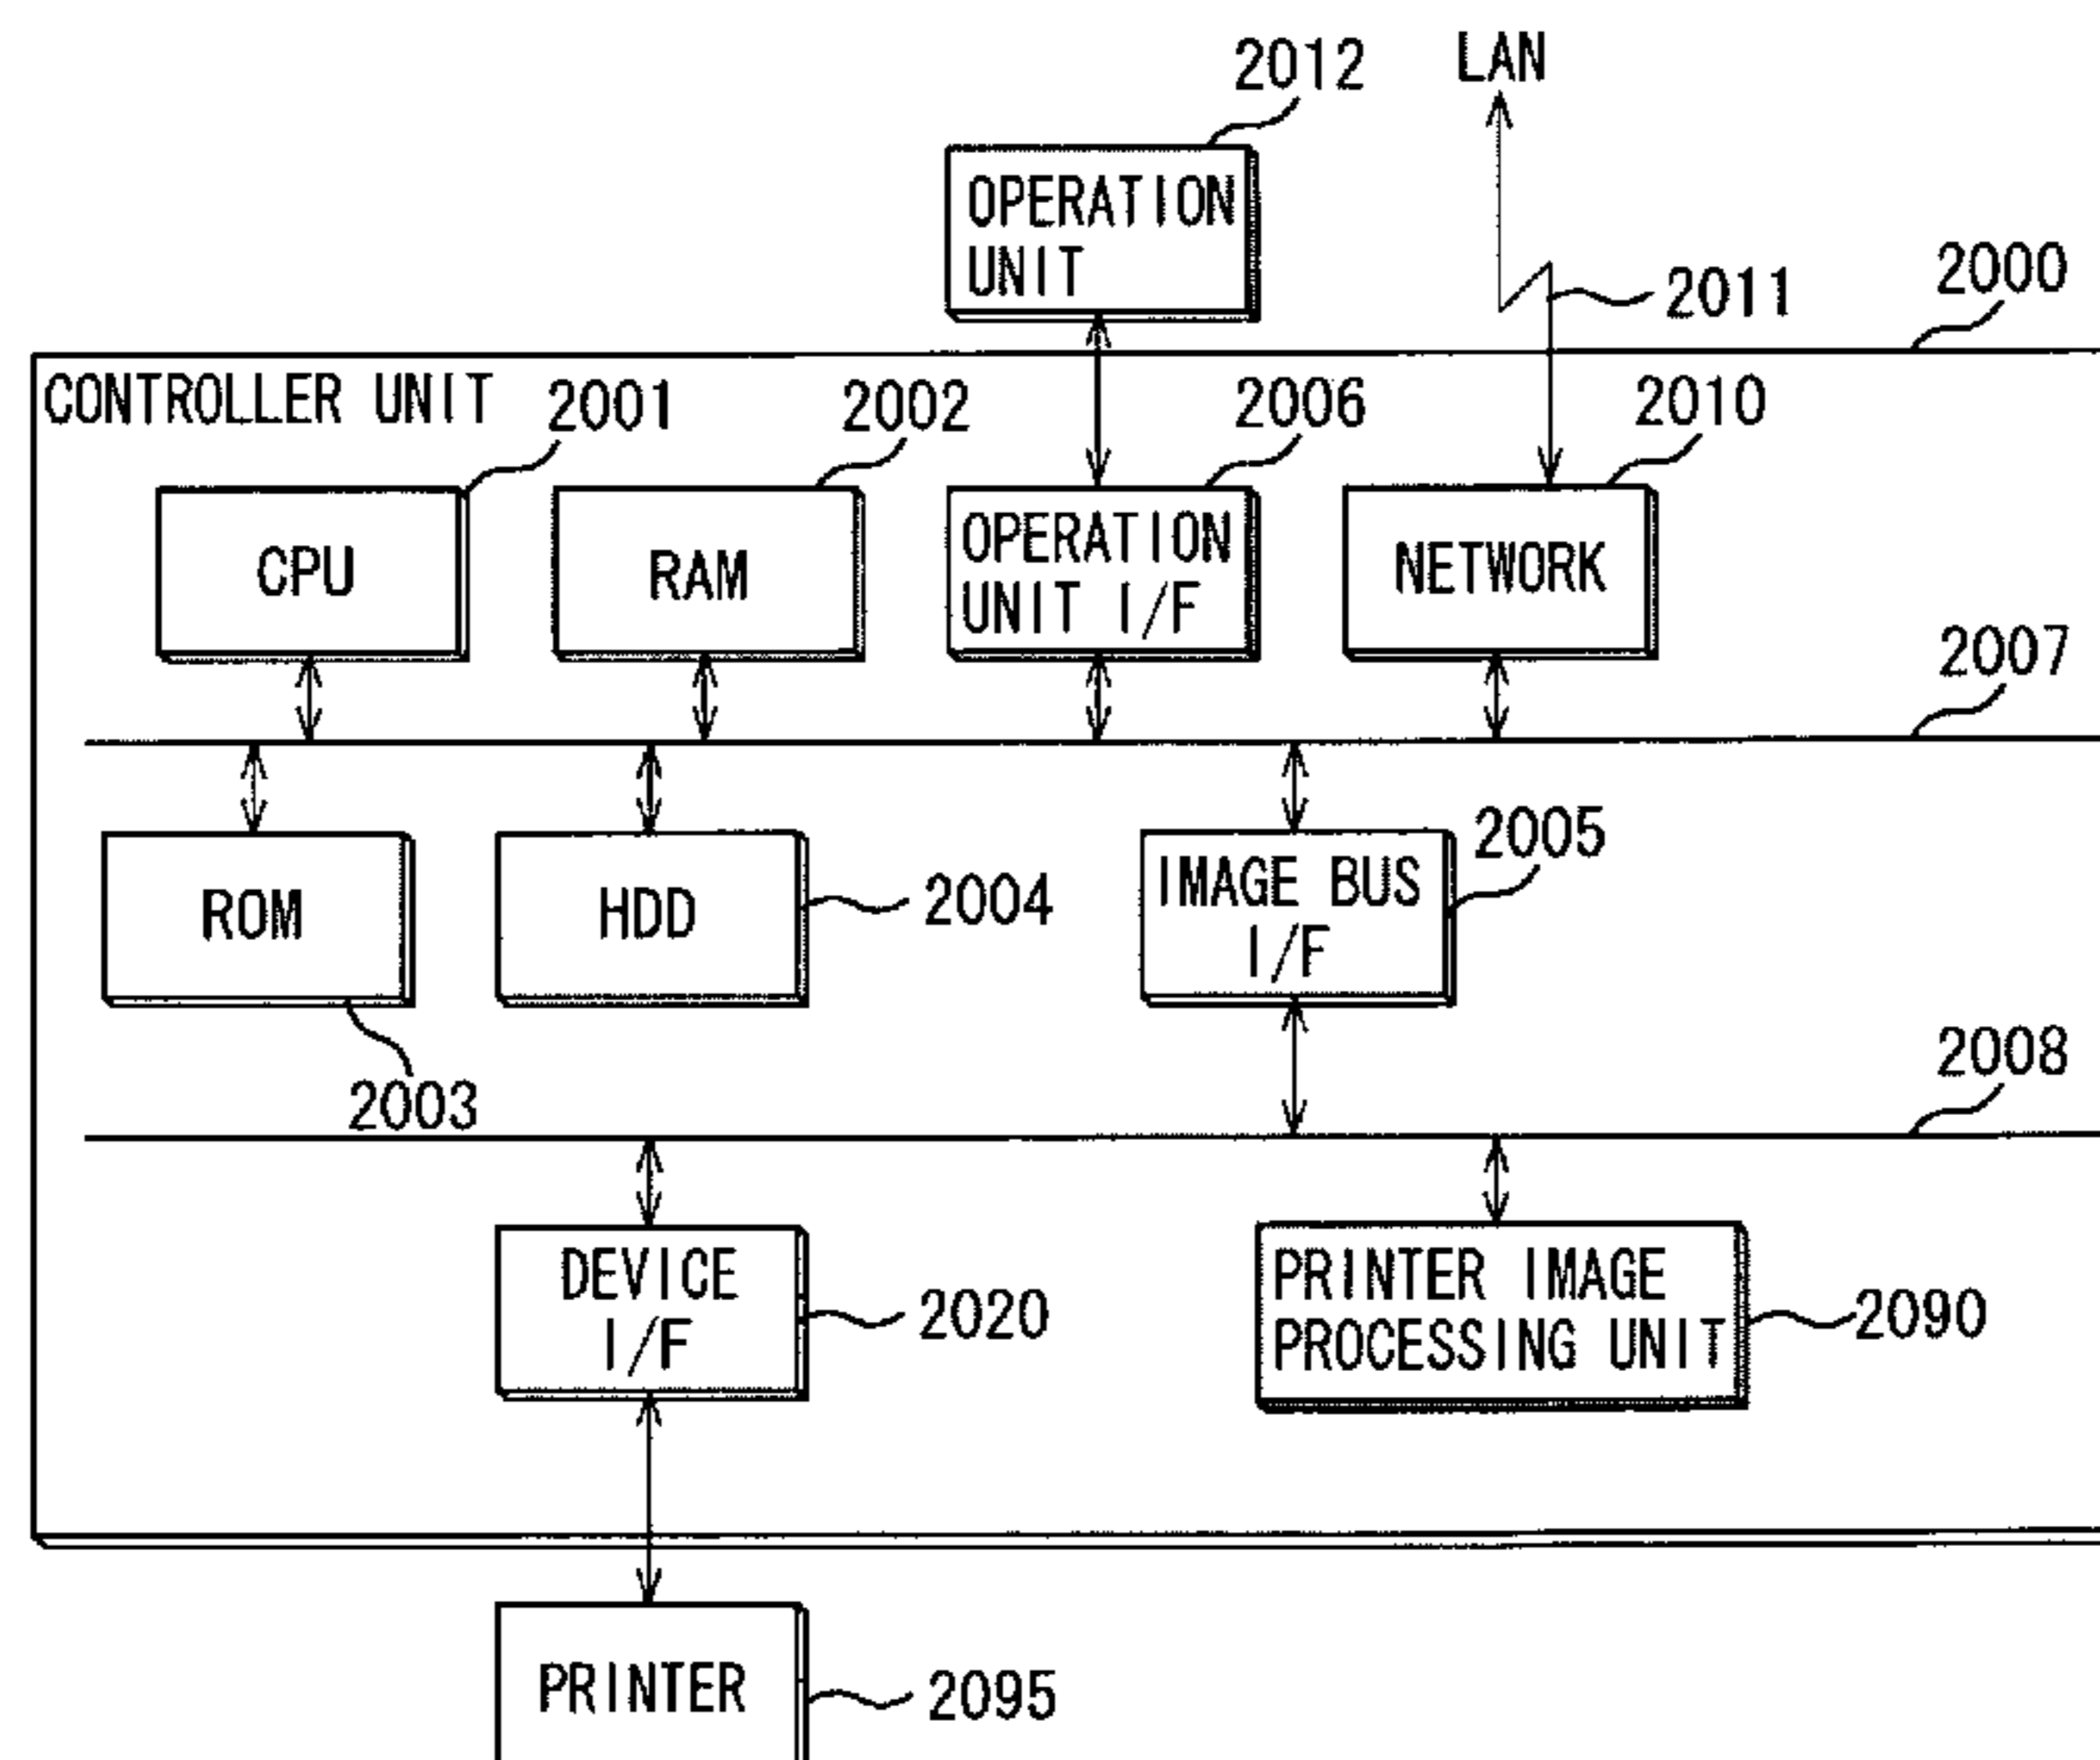 2012
LAN
OPERATION
UNIT
2011
2000
CONTROLLER UNIT
2001
2002
2006
2010
CPU
RAM
OPERATION
UNIT I/F
NETWORK
2007
ROM
HDD
2004
IMAGE BUS
I/F
2005
2003
2008
DEVICE
I/F
2020
PRINTER IMAGE
PROCESSING UNIT
2090
PRINTER
2095